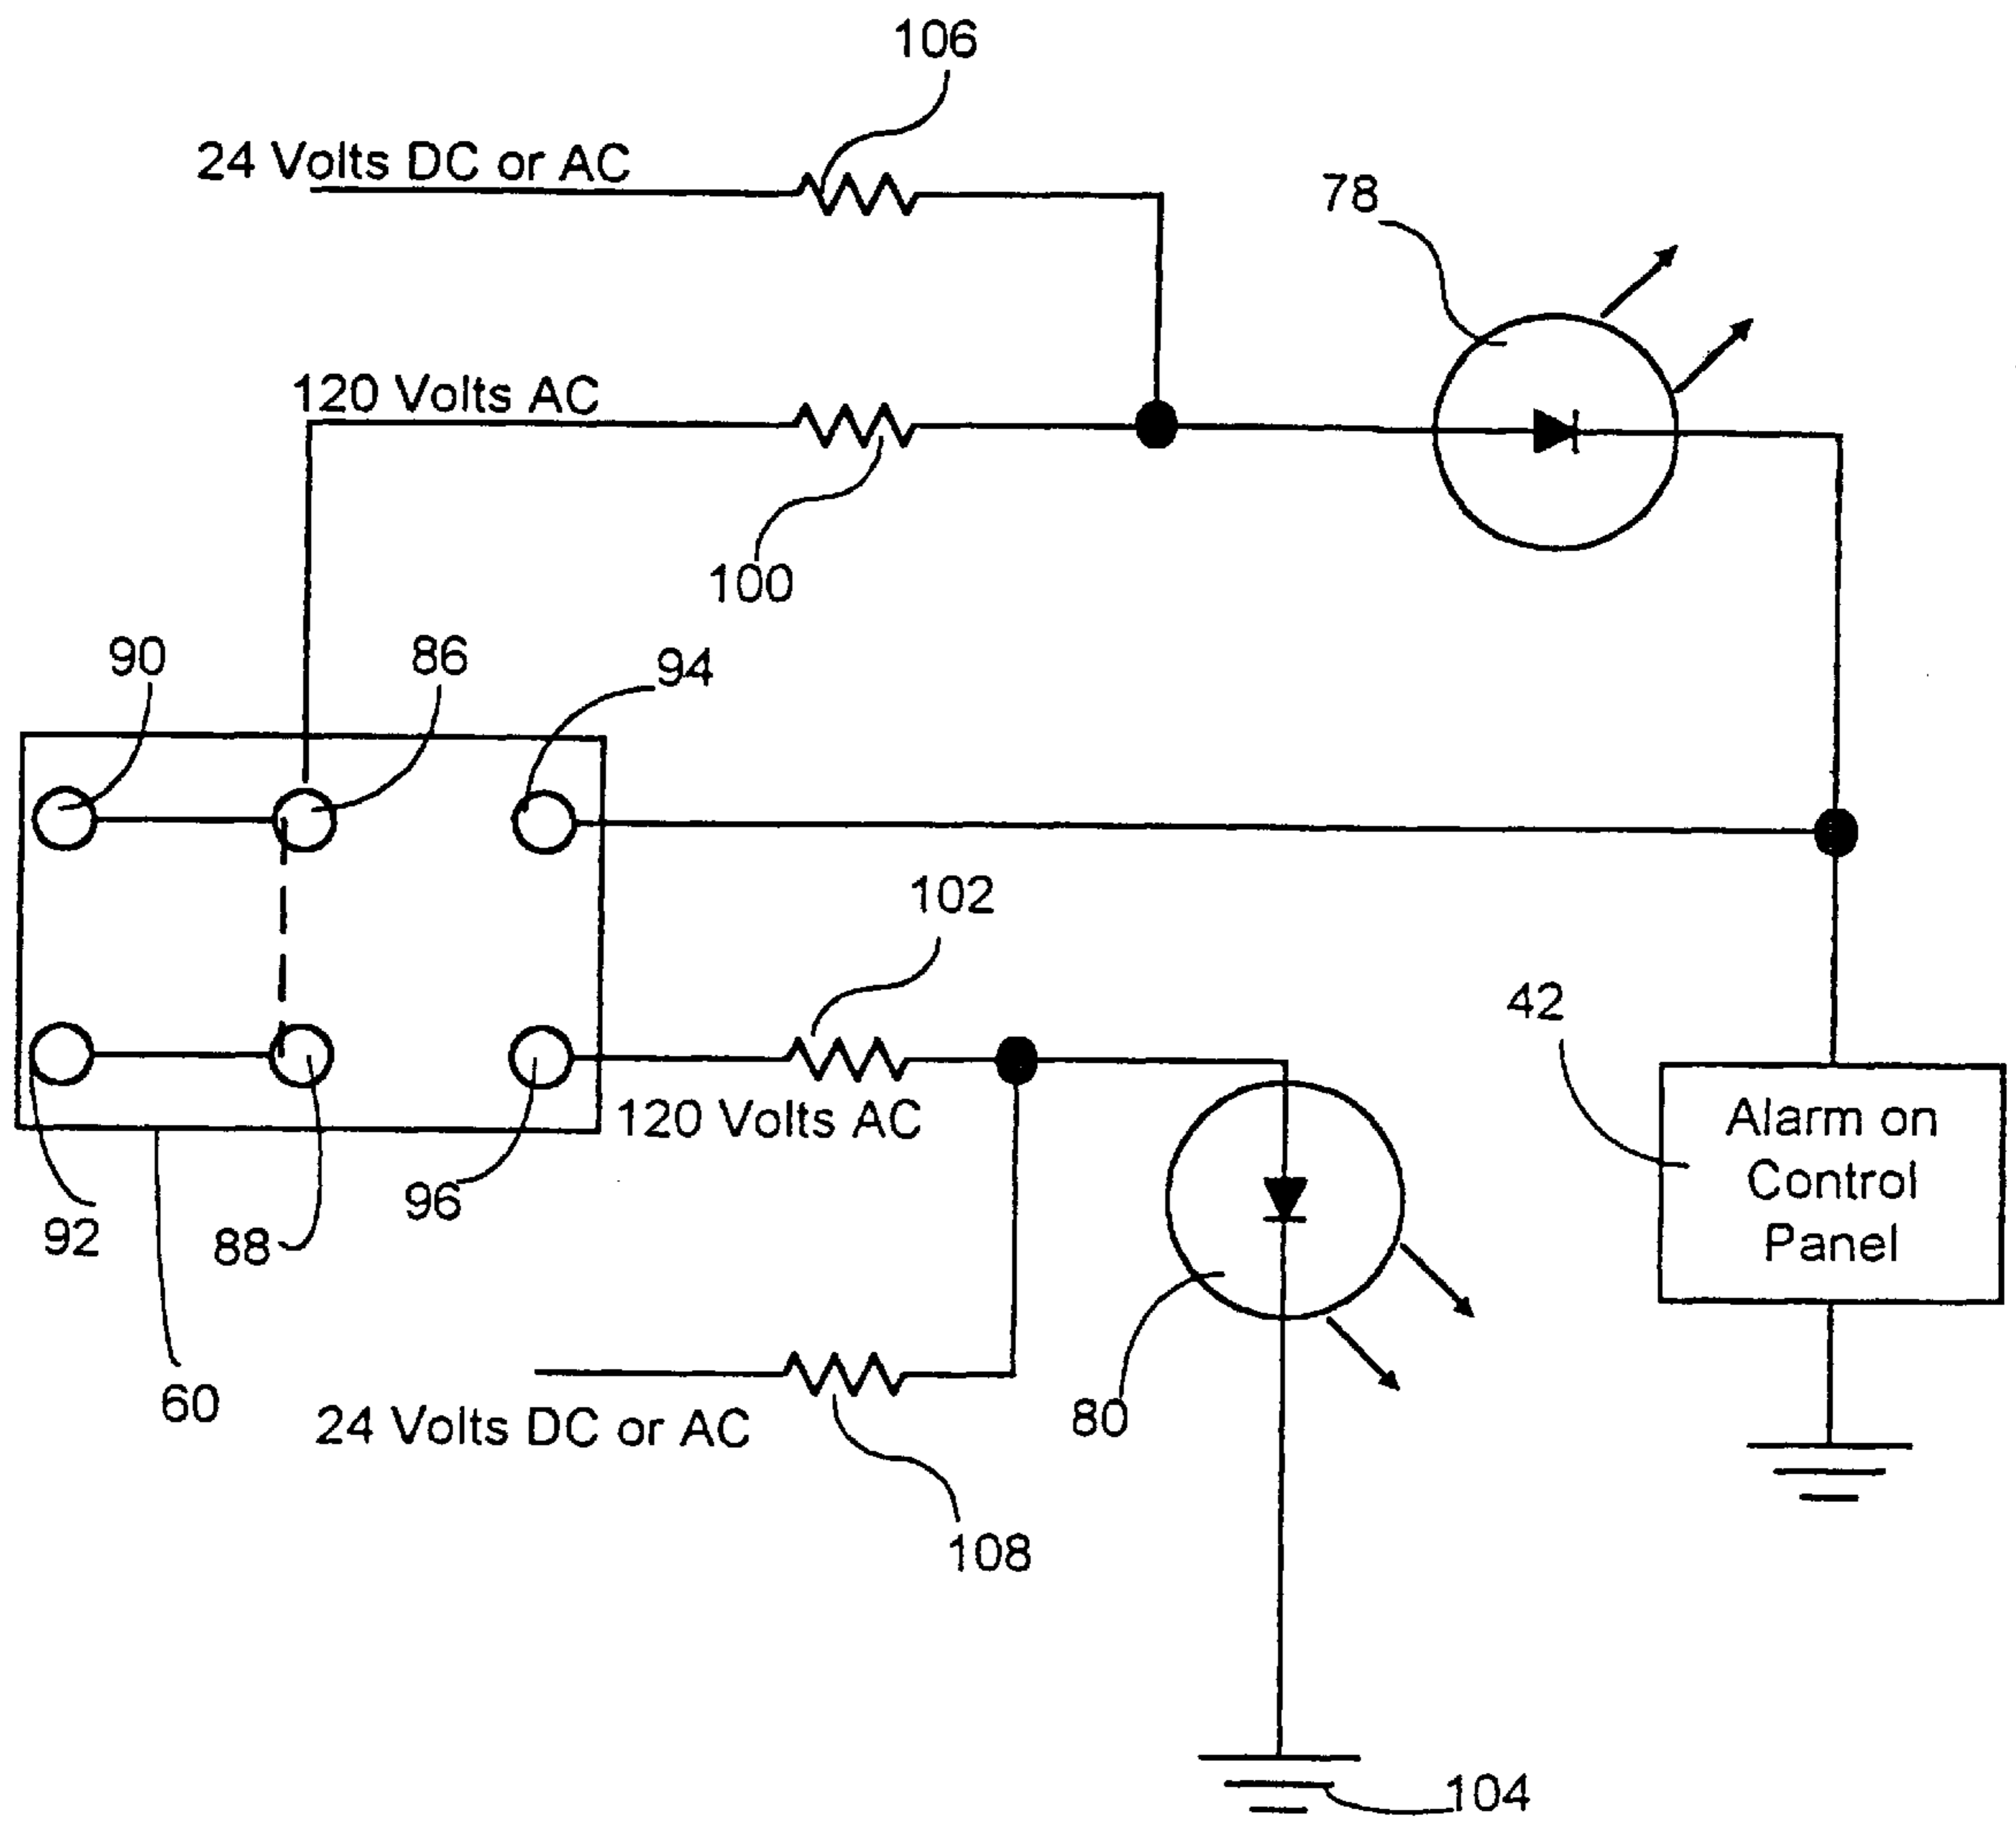 106
24 Volts DC or AC
78
120 Volts AC
100
90
86
94
102
42
Alarm on
Control
Panel
120 Volts AC
96
92
88
60
24 Volts DC or AC
80
108
104